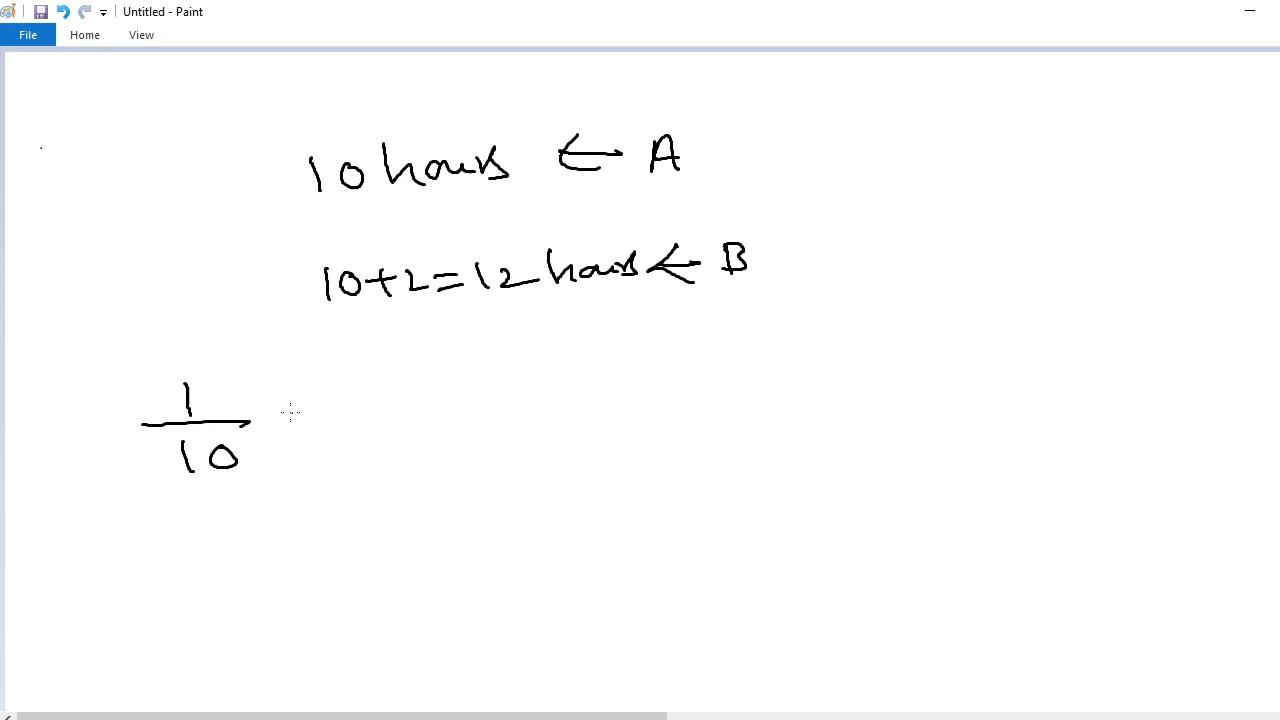 Untitled - Paint
File Home View
10 hours ← A
10+2=12 hours ← B
1
10